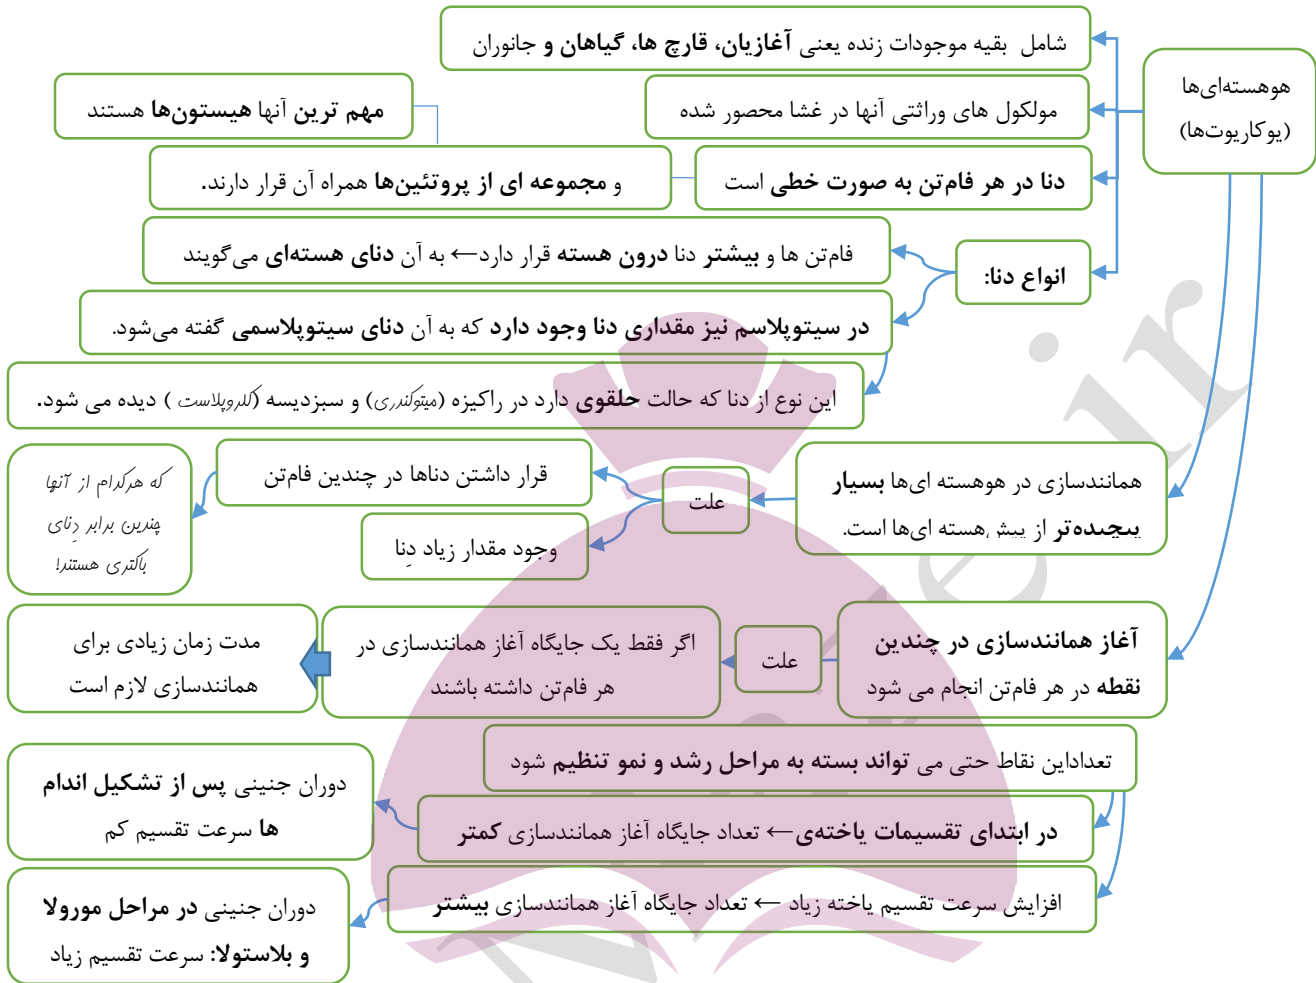 هوهسته‌ای‌ها
(یوکاریوت‌ها)
شامل بقیه موجودات زنده یعنی آغازیان، قارچ ها، گیاهان و جانوران
مولکول های وراثتی آنها در غشا محصور شده
دنا در هر فام‌تن به صورت خطی است
و مجموعه ای از پروتئین‌ها همراه آن قرار دارند.
مهم ترین آنها هیستون‌ها هستند
انواع دنا:
فام‌تن ها و بیشتر دنا درون هسته قرار دارد← به آن دنای هسته‌ای می‌گویند
در سیتوپلاسم نیز مقداری دنا وجود دارد که به آن دنای سیتوپلاسمی گفته می‌شود.
این نوع از دنا که حالت حلقوی دارد در راکیزه (میتوکندری) و سبزدیسه (کلروپلاست ) دیده می شود.
همانندسازی در هوهسته ای‌ها بسیار
پیچیده‌تر از پیش‌هسته ای‌ها است.
علت
قرار داشتن دناها در چندین فام‌تن
که هرکدام از آنها
چندین برابر دِنای
باکتری هستند!
وجود مقدار زیاد دِنا
آغاز همانندسازی در چندین
نقطه در هر فام‌تن انجام می شود
علت
اگر فقط یک جایگاه آغاز همانندسازی در
هر فام‌تن داشته باشند
مدت زمان زیادی برای
همانندسازی لازم است
تعداداین نقاط حتی می تواند بسته به مراحل رشد و نمو تنظیم شود
در ابتدای تقسیمات یاخته‌ی← تعداد جایگاه آغاز همانندسازی کمتر
دوران جنینی پس از تشکیل اندام
ها سرعت تقسیم کم
افزایش سرعت تقسیم یاخته زیاد ← تعداد جایگاه آغاز همانندسازی بیشتر
دوران جنینی در مراحل مورولا
و بلاستولا: سرعت تقسیم زیاد